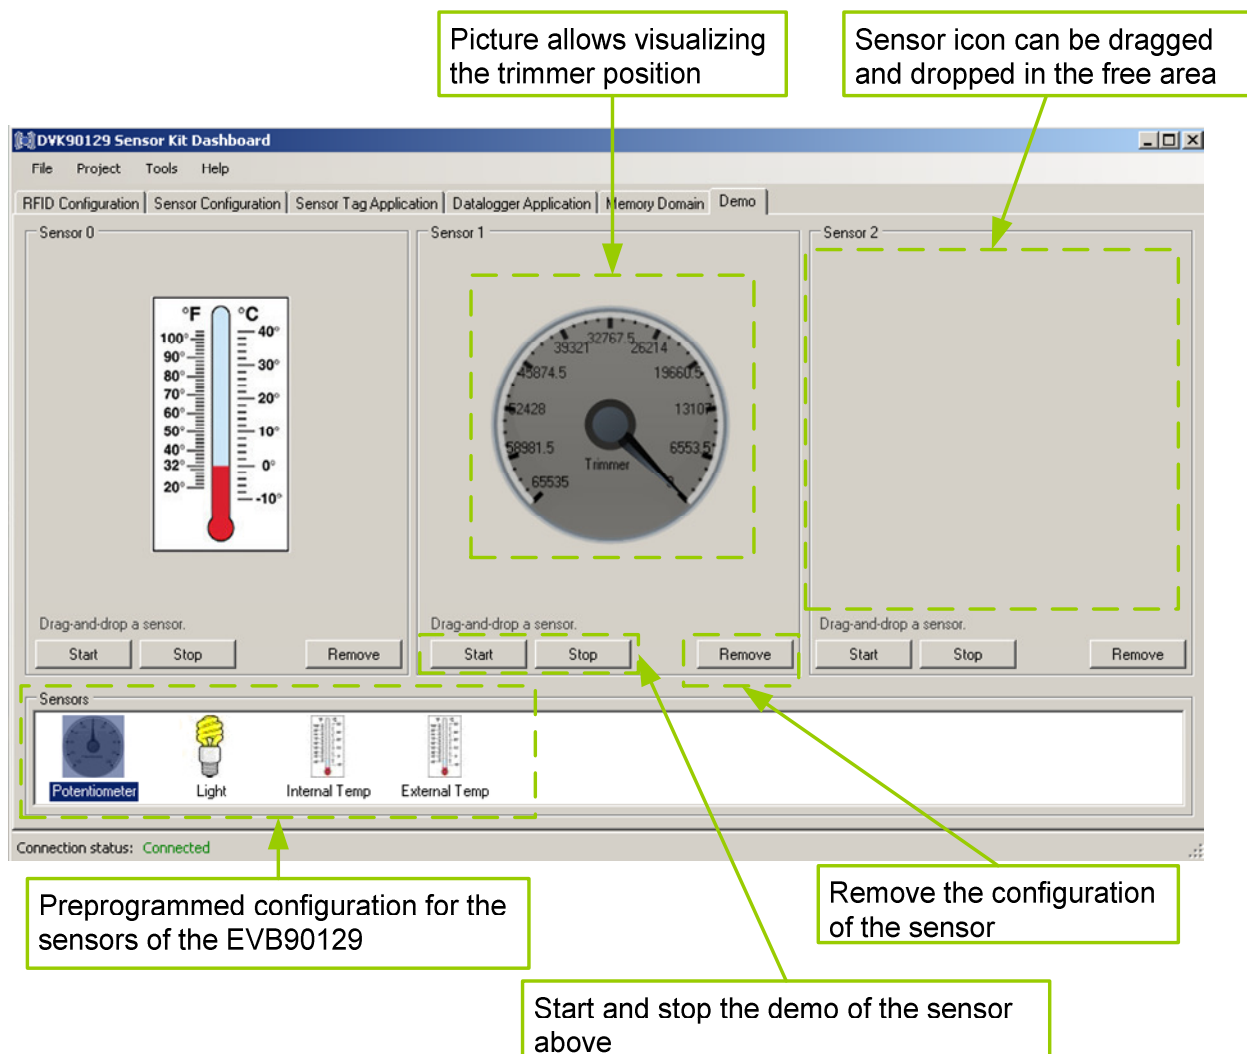 Picture allows visualizing
the trimmer position
Sensor icon can be dragged
and dropped in the free area
DVK90129 Sensor Kit Dashboard
File Project Tools Help
RFID Configuration Sensor Configuration Sensor Tag Application Datalogger Application Memory Domain Demo
Sensor 0
°F °C
100°
90°
80°
70°
60°
50°
40°
32°
20°
40°
30°
20°
10°
0°
-10°
Drag-and-drop a sensor.
Start Stop Remove
Sensor 1
32767.5
39321 26214
45874.5 19660.5
52428 13107
58981.5 6553.5
Trimmer
65535 0
Drag-and-drop a sensor.
Start Stop Remove
Sensor 2
Drag-and-drop a sensor.
Start Stop Remove
Sensors
Potentiometer Light Internal Temp External Temp
Connection status: Connected
Preprogrammed configuration for the
sensors of the EVB90129
Remove the configuration
of the sensor
Start and stop the demo of the sensor
above